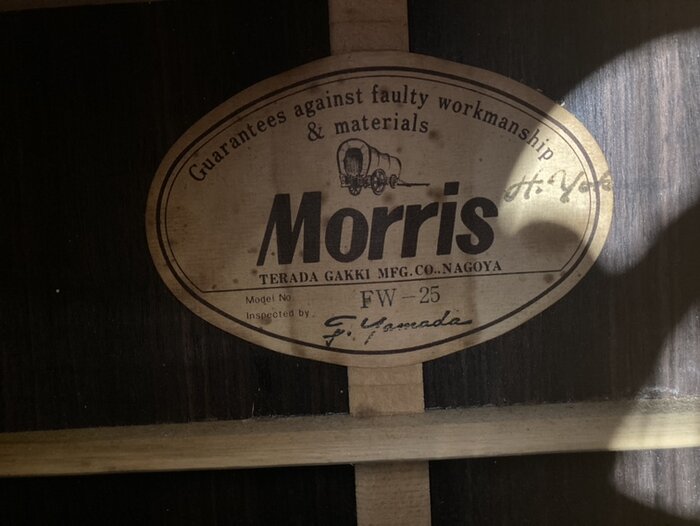 Guarantees against faulty workmanship
& materials
Morris
TERADA GAKKI MFG.CO.,NAGOYA
Model No FW-25
Inspected by F. Yamada
H.